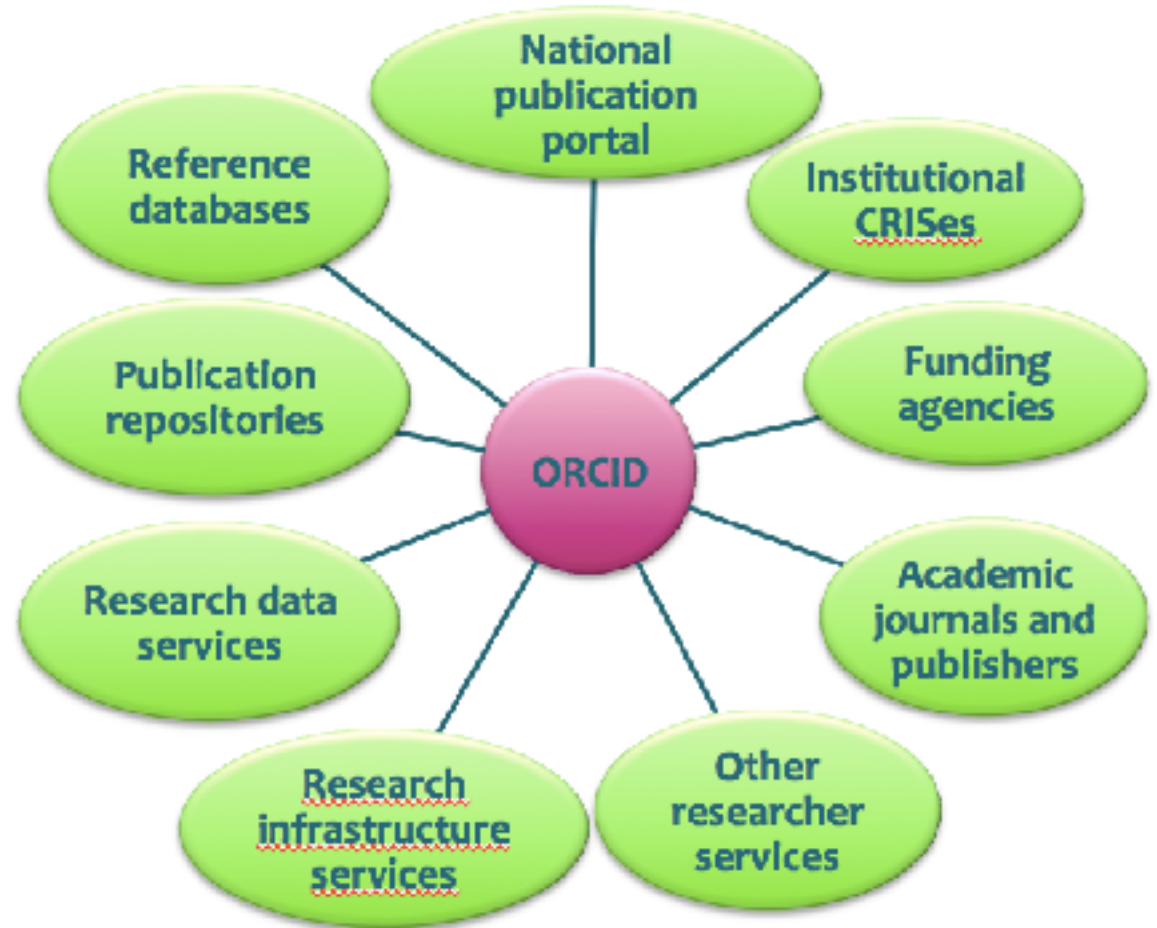 National
publication
portal
Institutional
CRISes
Funding
agencies
Academic
journals and
publishers
Other
researcher
services
Research
infrastructure
services
Research data
services
Publication
repositories
Reference
databases
ORCID